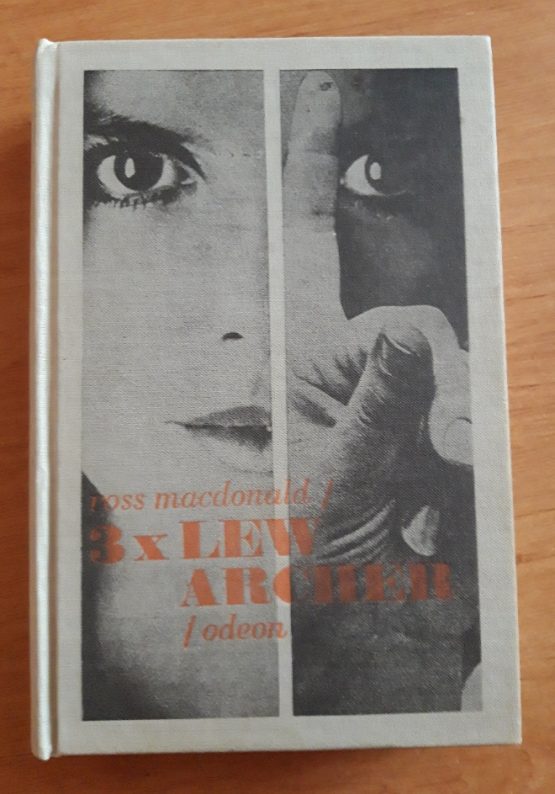 ross macdonald /
3 x LEW
ARCHER
/ odeon